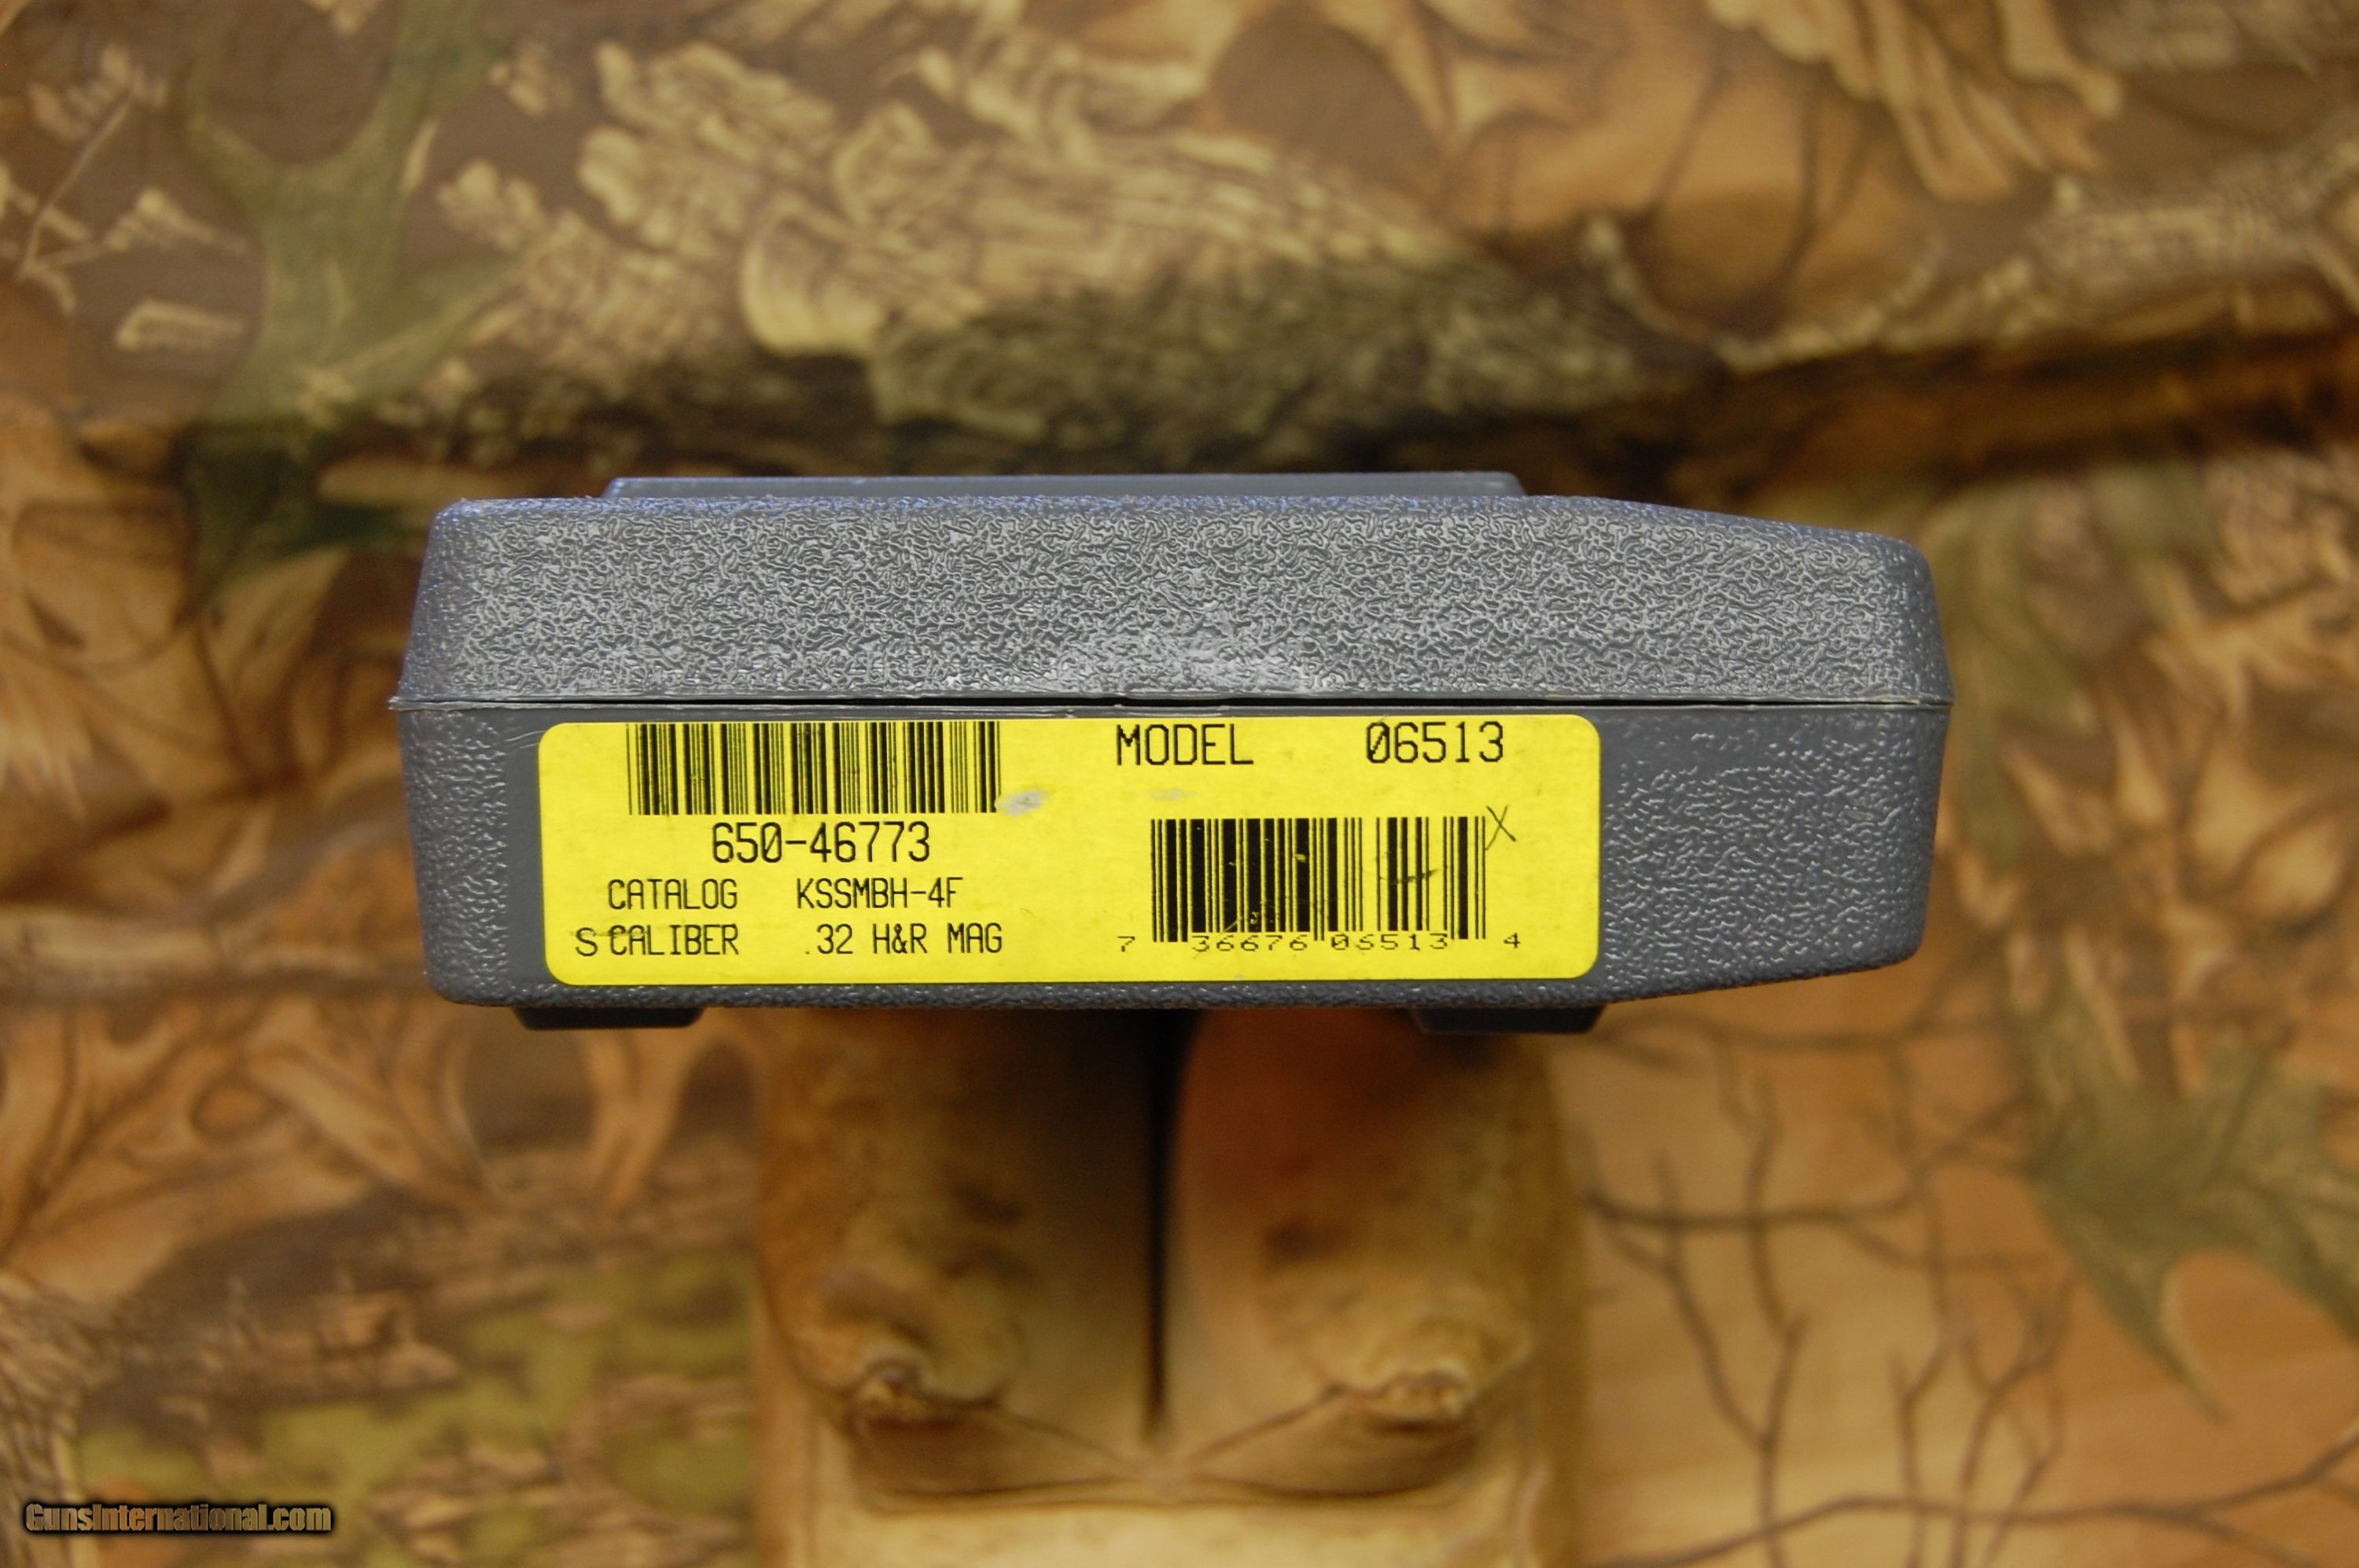 MODEL 06513
650-46773
CATALOG KSSMBH-4F
S CALIBER .32 H&R MAG
X
7 36676 06513 4
GunsInternational.com